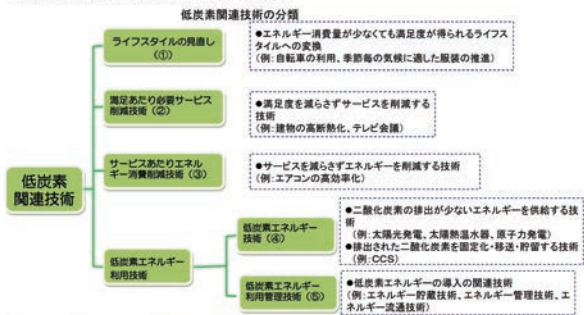 低炭素関連技術の分類
低炭素
関連技術
ライフスタイルの見直し
(①)
●エネルギー消費量が少なくても満足度が得られるライフス
タイルへの変換
(例:自転車の利用、季節毎の気候に適した服装の推進)
満足あたり必要サービス
削減技術(②)
●満足度を減らさずサービスを削減する
技術
(例:建物の高断熱化、テレビ会議)
サービスあたりエネル
ギー消費削減技術(③)
●サービスを減らさずエネルギーを削減する技術
(例:エアコンの高効率化)
低炭素エネルギー
利用技術
低炭素エネルギー
技術(④)
●二酸化炭素の排出が少ないエネルギーを供給する技
術
(例:太陽光発電、太陽熱温水器、原子力発電)
●排出された二酸化炭素を固定化・移送・貯留する技術
(例:CCS)
低炭素エネルギー
利用管理技術(⑤)
●低炭素エネルギーの導入の関連技術
(例:エネルギー貯蔵技術、エネルギー管理技術、エ
ネルギー流通技術)